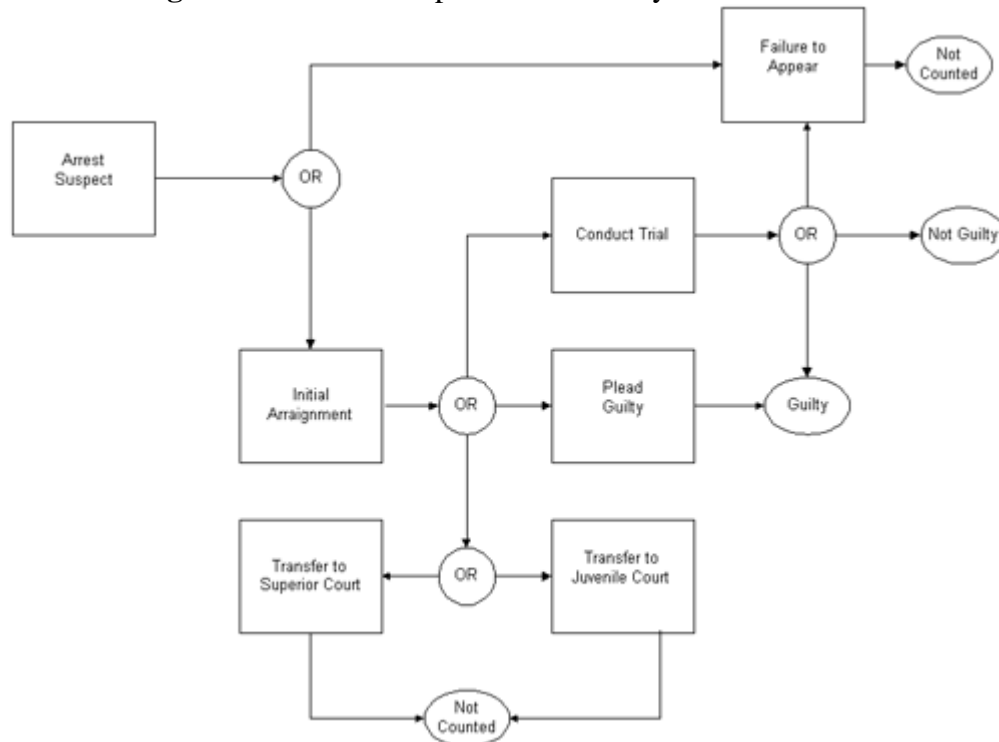 Failure to
Appear
Not
Counted
Arrest
Suspect
OR
Conduct Trial
OR
Not Guilty
Initial
Arraignment
OR
Plead
Guilty
Guilty
Transfer to
Superior Court
OR
Transfer to
Juvenile Court
Not
Counted